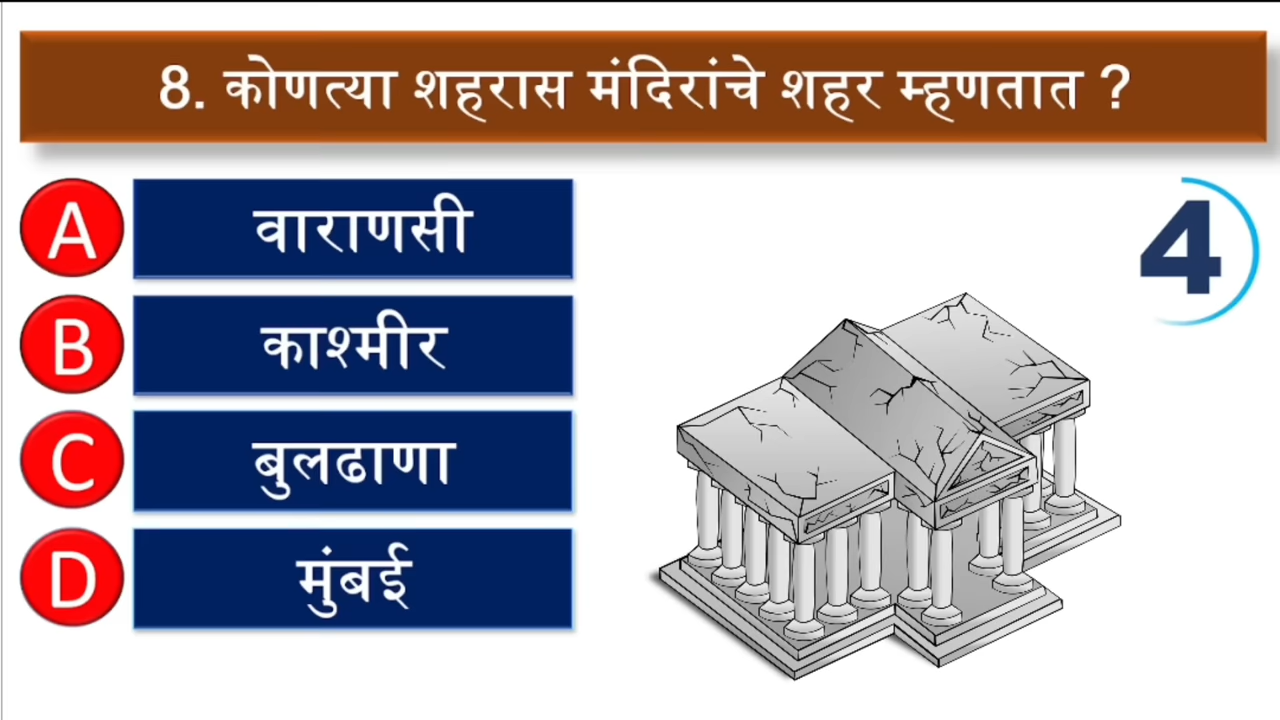 8. कोणत्या शहरास मंदिरांचे शहर म्हणतात ?
A वाराणसी
B काश्मीर
C बुलढाणा
D मुंबई
4